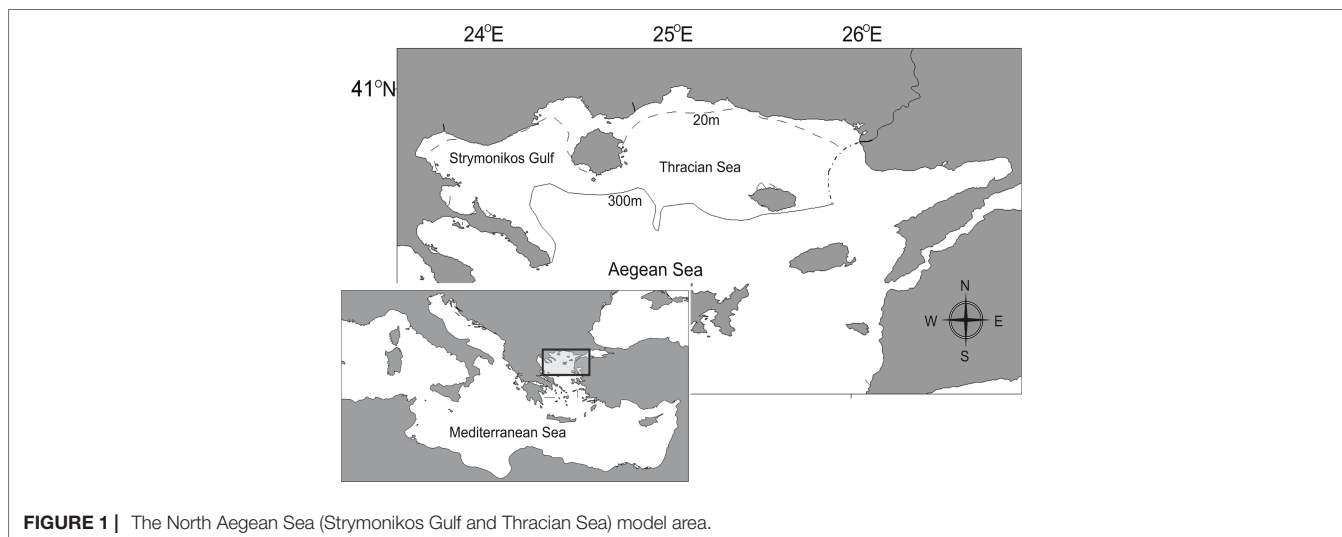 24°E 25°E 26°E
41°N
20m
Strymonikos Gulf
Thracian Sea
300m
Aegean Sea
N
W E
S
Mediterranean Sea
FIGURE 1 | The North Aegean Sea (Strymonikos Gulf and Thracian Sea) model area.